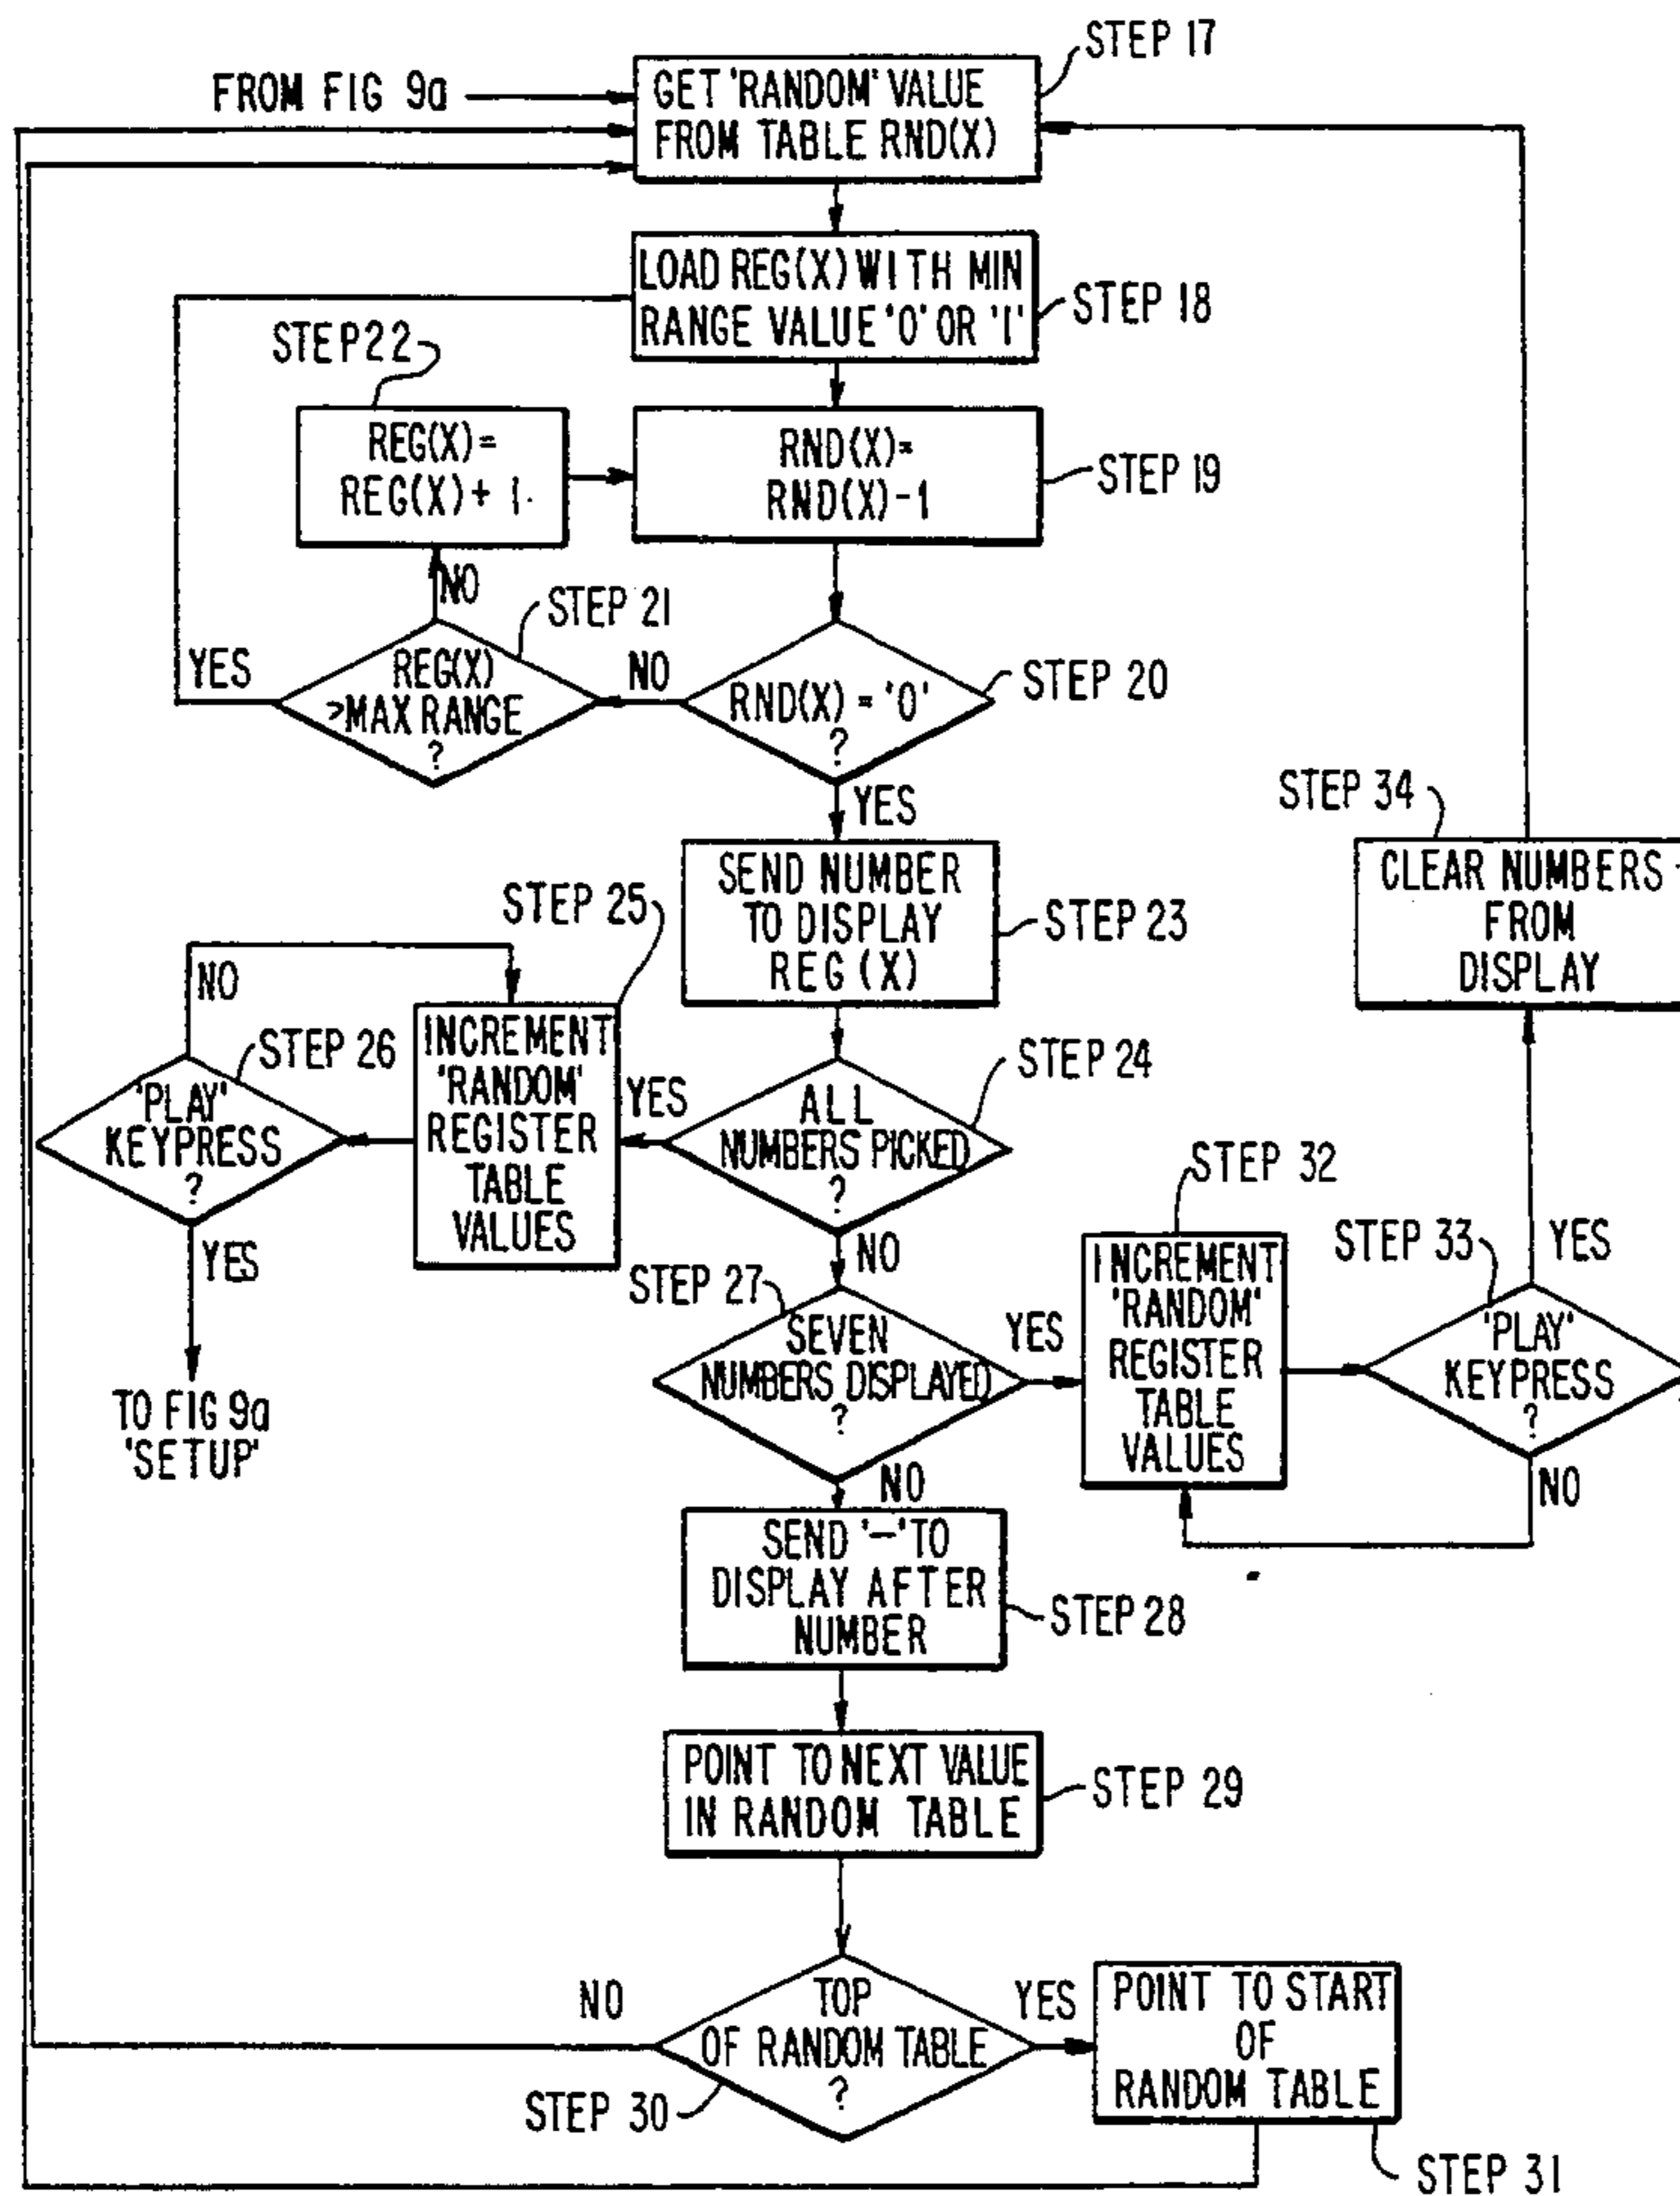 STEP 17
FROM FIG 9a
GET 'RANDOM' VALUE
FROM TABLE RND(X)
LOAD REG(X) WITH MIN
RANGE VALUE '0' OR '1'
STEP 18
STEP 22
REG(X)=
REG(X)+ 1
RND(X)=
RND(X)-1
STEP 19
NO
STEP 21
YES
REG(X)
>MAX RANGE
?
NO
RND(X) = '0'
?
STEP 20
YES
STEP 34
CLEAR NUMBERS
FROM
DISPLAY
SEND NUMBER
TO DISPLAY
REG (X)
STEP 23
STEP 25
NO
STEP 26
'PLAY'
KEYPRESS
?
YES
TO FIG 9a
'SETUP'
INCREMENT
'RANDOM'
REGISTER
TABLE
VALUES
YES
ALL
NUMBERS PICKED
?
STEP 24
NO
STEP 27
SEVEN
NUMBERS DISPLAYED
?
YES
STEP 32
INCREMENT
'RANDOM'
REGISTER
TABLE
VALUES
STEP 33
YES
'PLAY'
KEYPRESS
?
NO
NO
SEND '-' TO
DISPLAY AFTER
NUMBER
STEP 28
POINT TO NEXT VALUE
IN RANDOM TABLE
STEP 29
NO
TOP
OF RANDOM TABLE
?
YES
STEP 30
POINT TO START
OF
RANDOM TABLE
STEP 31